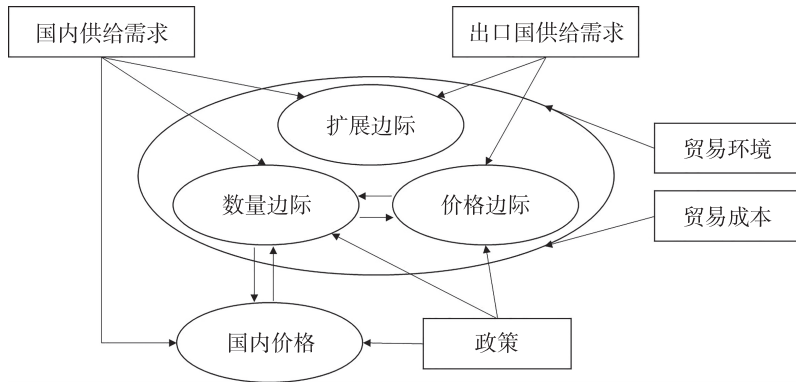 国内供给需求
出口国供给需求
扩展边际
贸易环境
数量边际
价格边际
贸易成本
国内价格
政策